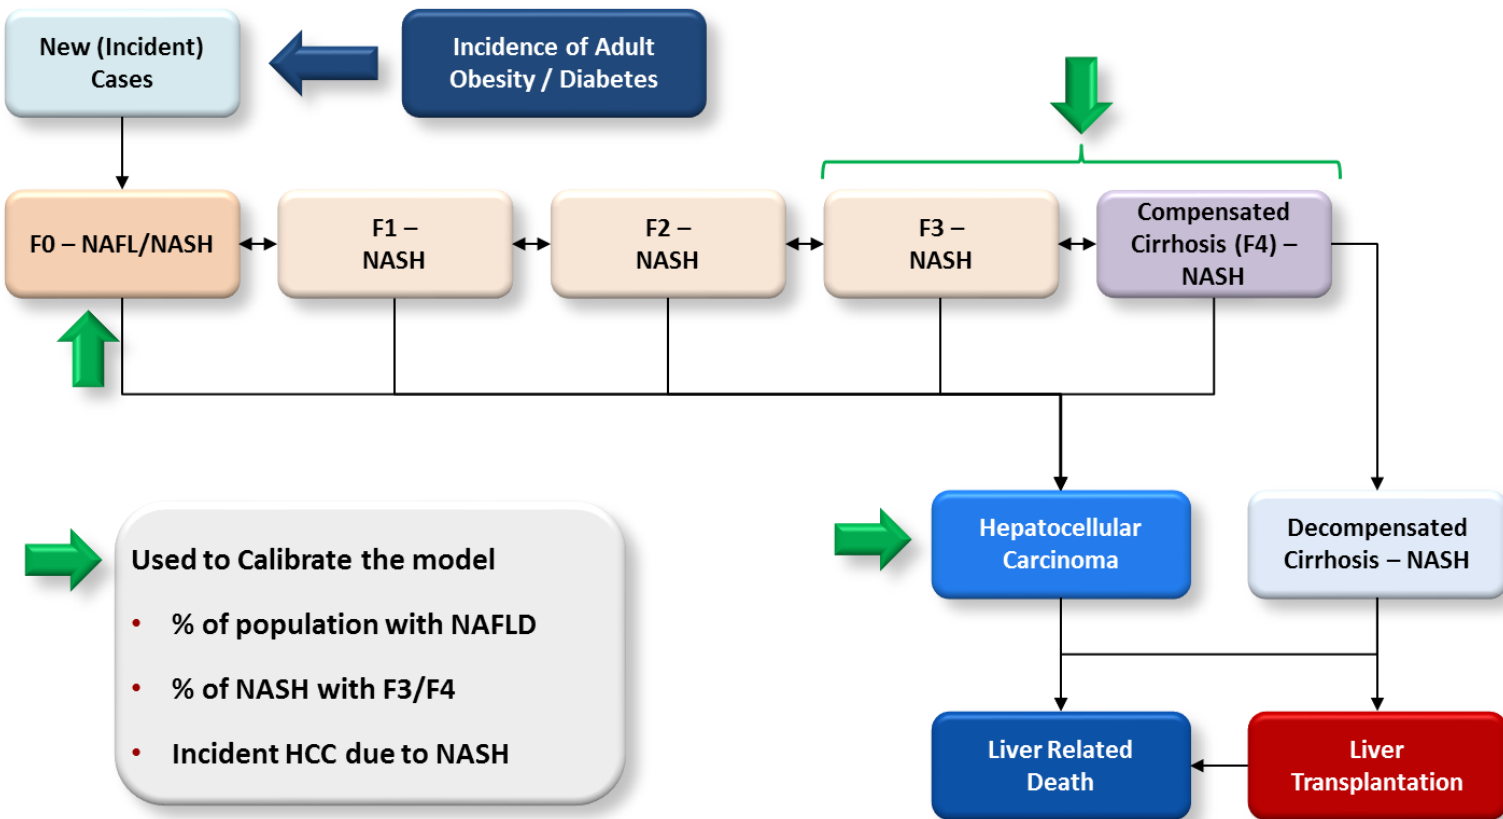 New (Incident)
Cases
Incidence of Adult
Obesity / Diabetes
F0 – NAFL/NASH
F1 –
NASH
F2 –
NASH
F3 –
NASH
Compensated
Cirrhosis (F4) –
NASH
Used to Calibrate the model
• % of population with NAFLD
• % of NASH with F3/F4
• Incident HCC due to NASH
Hepatocellular
Carcinoma
Decompensated
Cirrhosis – NASH
Liver Related
Death
Liver
Transplantation